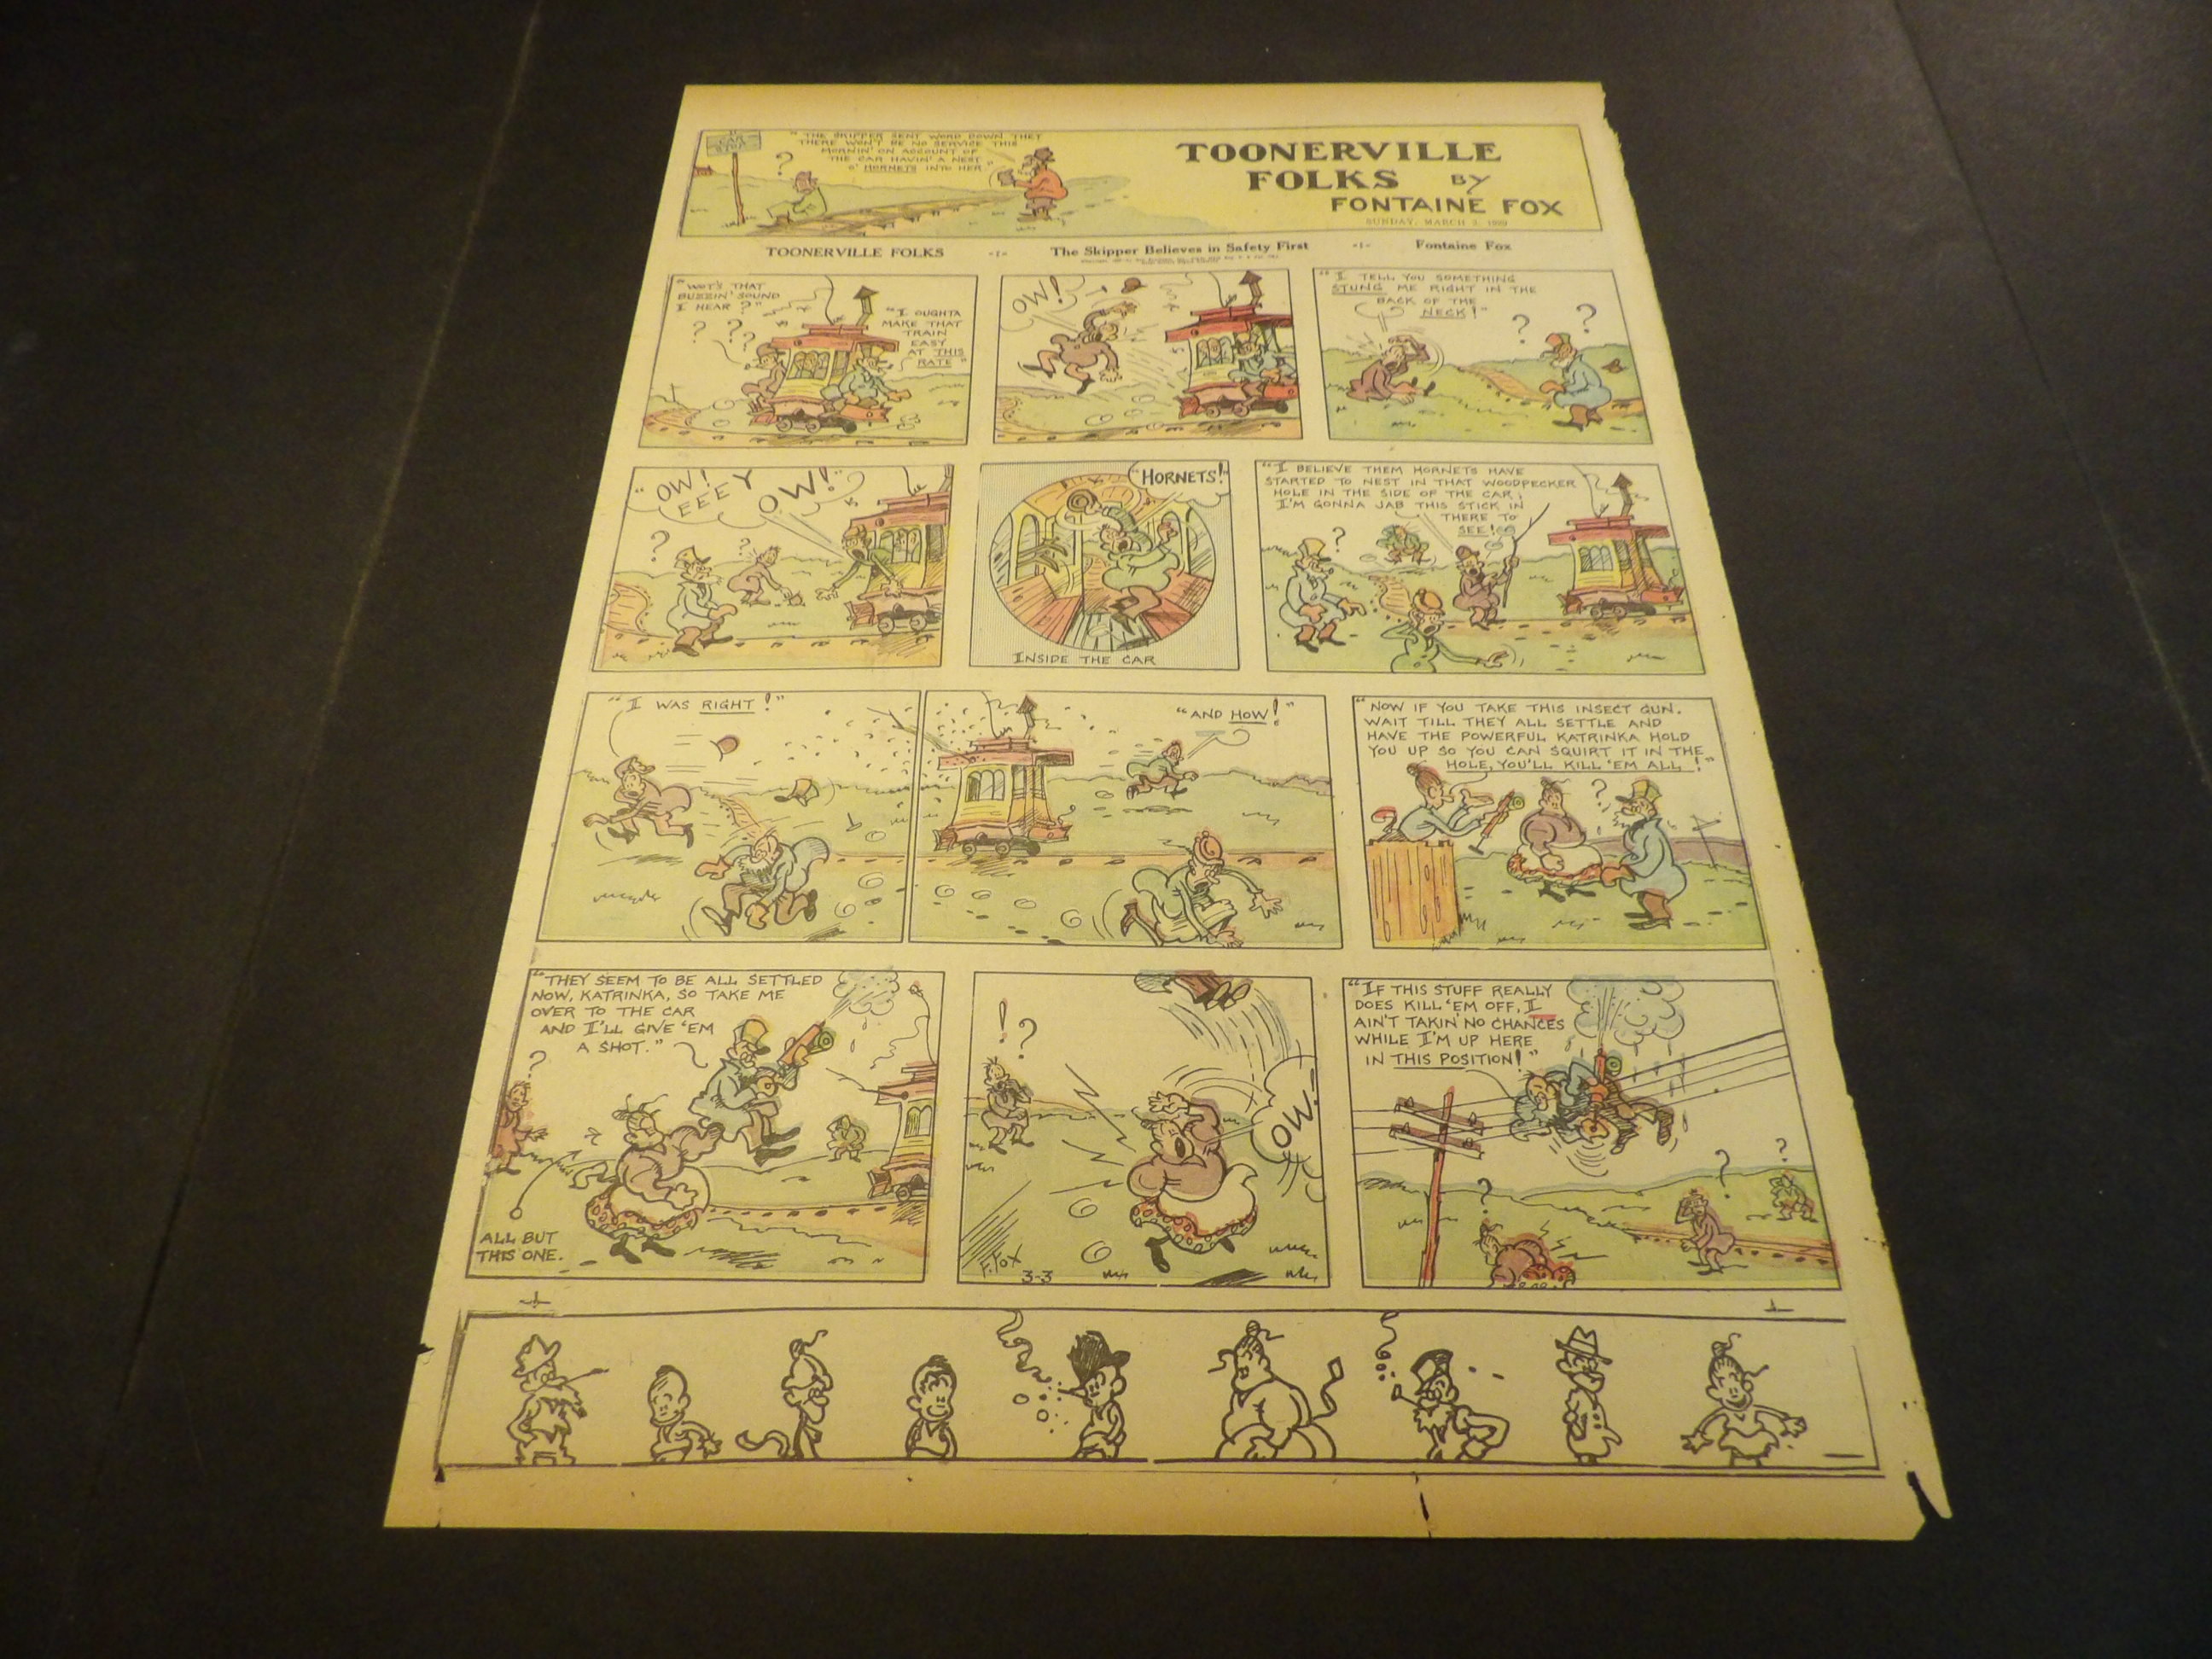 CAR
STOP
"THE SKIPPER SENT WORD DOWN THEY
THERE WON'T BE NO SERVICE THIS
MORNIN' ON ACCOUNT OF
THE CAR HAVIN' A NEST
O' HORNETS INTO HER"
?
TOONERVILLE
FOLKS BY
FONTAINE FOX
SUNDAY, MARCH 3,
TOONERVILLE FOLKS -:- The Skipper Believes in Safety First -:- Fontaine Fox
"WOT'S THAT
BUZZIN' SOUND
I HEAR?"
? ? ? ?
"I OUGHTA
MAKE THAT
TRAIN
EASY
AT THIS
RATE"
OW!
"I TELL YOU SOMETHING
STUNG ME RIGHT IN THE
BACK OF THE
NECK!"
? ?
"OW!
EEEY
OW!"
? ?
"HORNETS!"
INSIDE THE CAR
"I BELIEVE THEM HORNETS HAVE
STARTED TO NEST IN THAT WOODPECKER
HOLE IN THE SIDE OF THE CAR;
I'M GONNA JAB THIS STICK IN
THERE TO
SEE!"
?
"I WAS RIGHT!"
"AND HOW!"
"NOW IF YOU TAKE THIS INSECT GUN.
WAIT TILL THEY ALL SETTLE AND
HAVE THE POWERFUL KATRINKA HOLD
YOU UP SO YOU CAN SQUIRT IT IN THE
HOLE, YOU'LL KILL 'EM ALL!"
?
"THEY SEEM TO BE ALL SETTLED
NOW, KATRINKA, SO TAKE ME
OVER TO THE CAR
AND I'LL GIVE 'EM
A SHOT."
?
ALL BUT
THIS ONE.
!?
OW!
F. FOX
3-3
"IF THIS STUFF REALLY
DOES KILL 'EM OFF, I
AIN'T TAKIN' NO CHANCES
WHILE I'M UP HERE
IN THIS POSITION!"
? ? ?